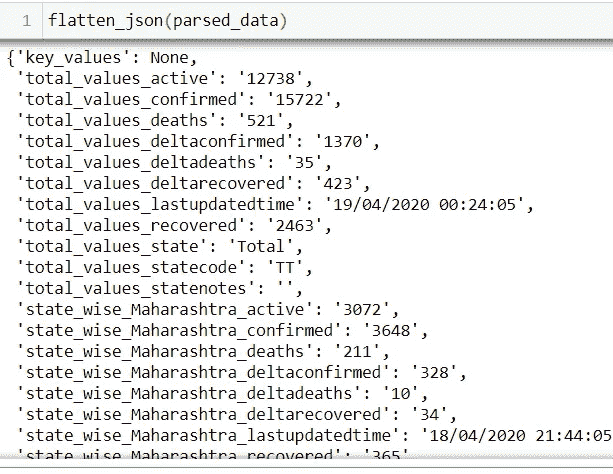 1 flatten_json(parsed_data)
{'key_values': None,
'total_values_active': '12738',
'total_values_confirmed': '15722',
'total_values_deaths': '521',
'total_values_deltaconfirmed': '1370',
'total_values_deltadeaths': '35',
'total_values_deltarecovered': '423',
'total_values_lastupdatedtime': '19/04/2020 00:24:05',
'total_values_recovered': '2463',
'total_values_state': 'Total',
'total_values_statecode': 'TT',
'total_values_statenotes': '',
'state_wise_Maharashtra_active': '3072',
'state_wise_Maharashtra_confirmed': '3648',
'state_wise_Maharashtra_deaths': '211',
'state_wise_Maharashtra_deltaconfirmed': '328',
'state_wise_Maharashtra_deltadeaths': '10',
'state_wise_Maharashtra_deltarecovered': '34',
'state_wise_Maharashtra_lastupdatedtime': '18/04/2020 21:44:05
'state_wise_Maharashtra_recovered': '365'